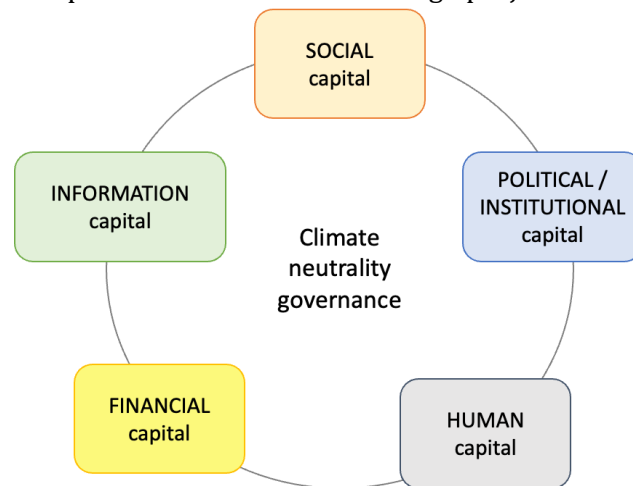 SOCIAL
capital
INFORMATION
capital
POLITICAL /
INSTITUTIONAL
capital
Climate
neutrality
governance
FINANCIAL
capital
HUMAN
capital